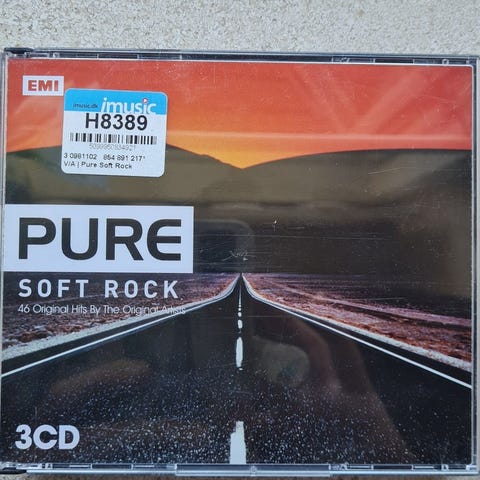 EMI
imusic.dk imusic
H8389
5099950934921
3 0981102 854 891 217*
V/A | Pure Soft Rock
PURE
SOFT ROCK
46 Original Hits By The Original Artists
3CD